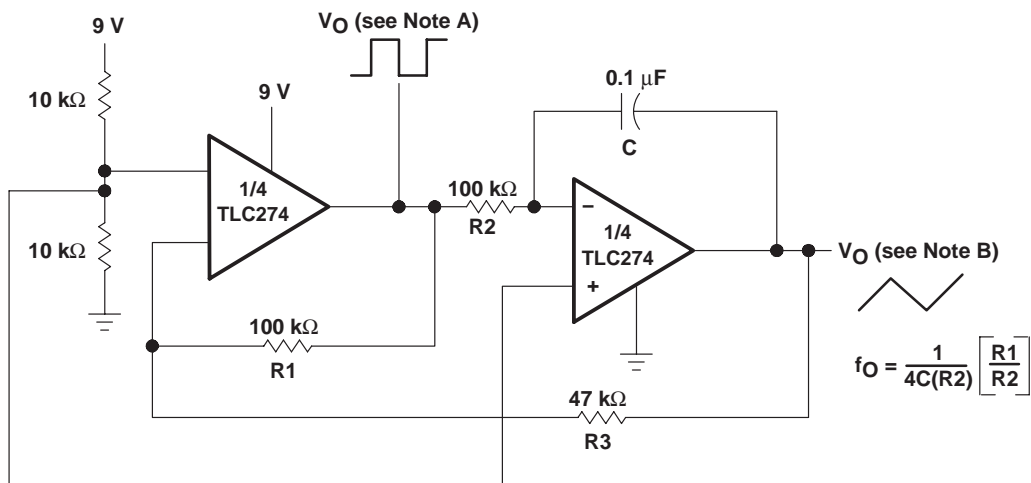 9 V
VO (see Note A)
10 kΩ
9 V
0.1 μF
C
1/4
TLC274
100 kΩ
R2
10 kΩ
−
1/4
TLC274
+
VO (see Note B)
100 kΩ
R1
fO = 1/4C(R2) [R1/R2]
47 kΩ
R3